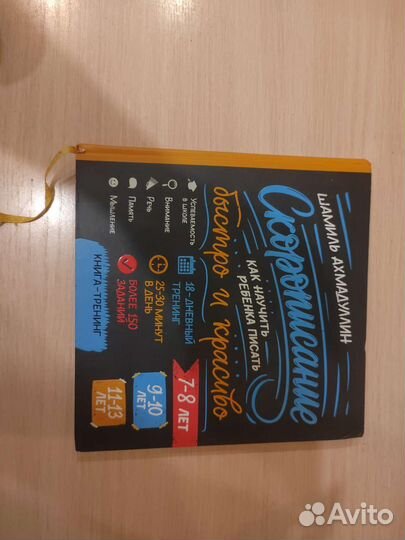 ШАМИЛЬ АХМАДУЛЛИН
Скорописание
КАК НАУЧИТЬ
РЕБЕНКА ПИСАТЬ
быстро и красиво
Успеваемость
в школе
Внимание
Речь
Память
Мышление
18-дневный
тренинг
25-30 минут
в день
более 150
заданий
КНИГА-ТРЕНИНГ
7-8 ЛЕТ
9-10
ЛЕТ
11-13
ЛЕТ
Avito